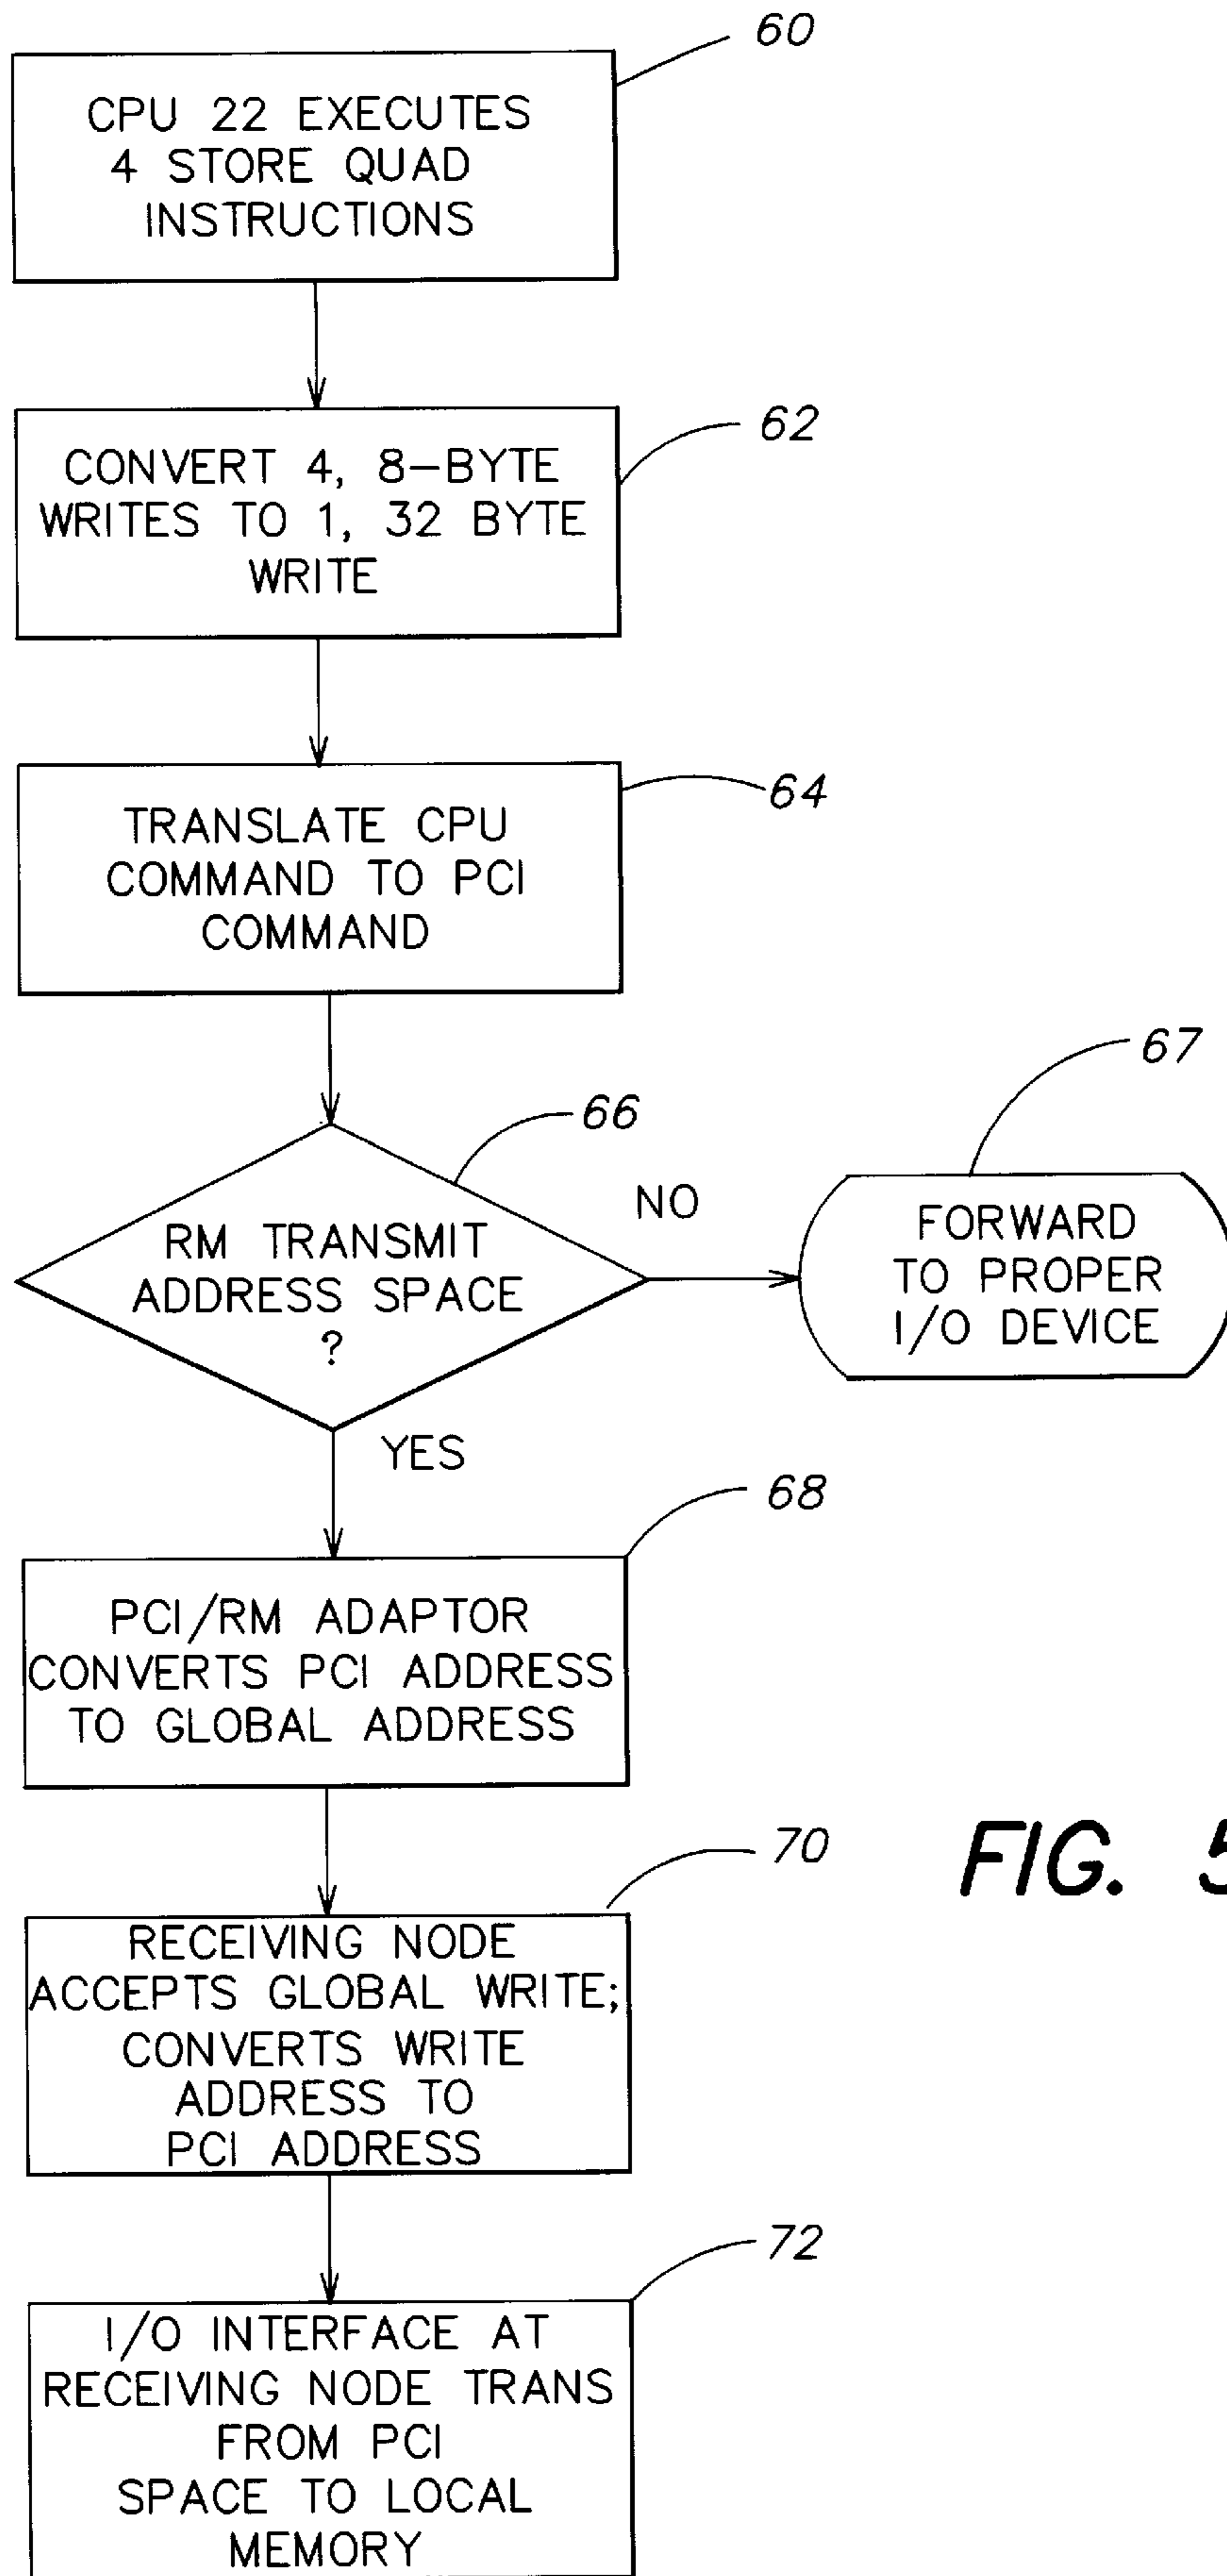 60
CPU 22 EXECUTES
4 STORE QUAD
INSTRUCTIONS
62
CONVERT 4, 8-BYTE
WRITES TO 1, 32 BYTE
WRITE
64
TRANSLATE CPU
COMMAND TO PCI
COMMAND
66
RM TRANSMIT
ADDRESS SPACE
?
NO
67
FORWARD
TO PROPER
I/O DEVICE
YES
68
PCI/RM ADAPTOR
CONVERTS PCI ADDRESS
TO GLOBAL ADDRESS
FIG. 5
70
RECEIVING NODE
ACCEPTS GLOBAL WRITE;
CONVERTS WRITE
ADDRESS TO
PCI ADDRESS
72
I/O INTERFACE AT
RECEIVING NODE TRANS
FROM PCI
SPACE TO LOCAL
MEMORY